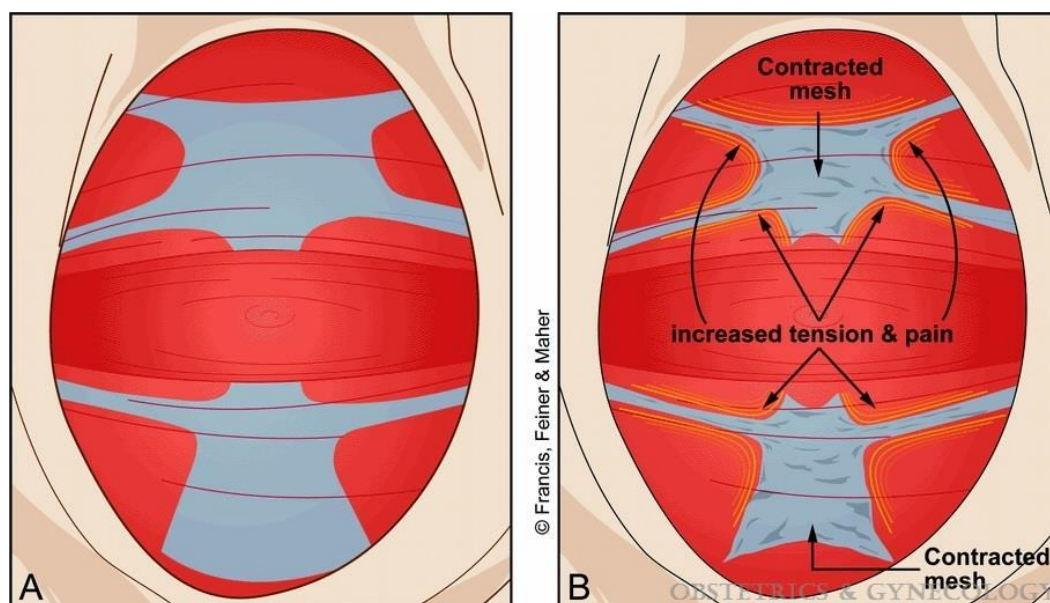 A
© Francis, Feiner & Maher
Contracted
mesh
increased tension & pain
Contracted
mesh
B
OBSTETRICS & GYNECOLOGY